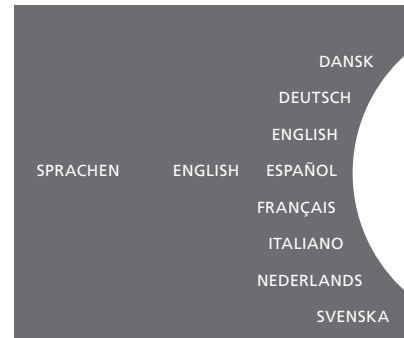 DANSK
DEUTSCH
ENGLISH
SPRACHEN ENGLISH ESPAÑOL
FRANÇAIS
ITALIANO
NEDERLANDS
SVENSKA